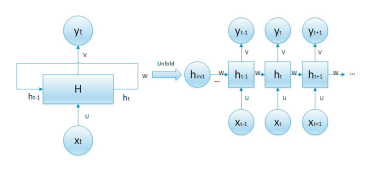 yt
yt-1 yt yt+1
v
v v v
Unfold
H
w
w w w w ...
hinit
...
ht-1 ht ht+1
ht-1
ht
U
U U U
xt
xt-1 xt xt+1